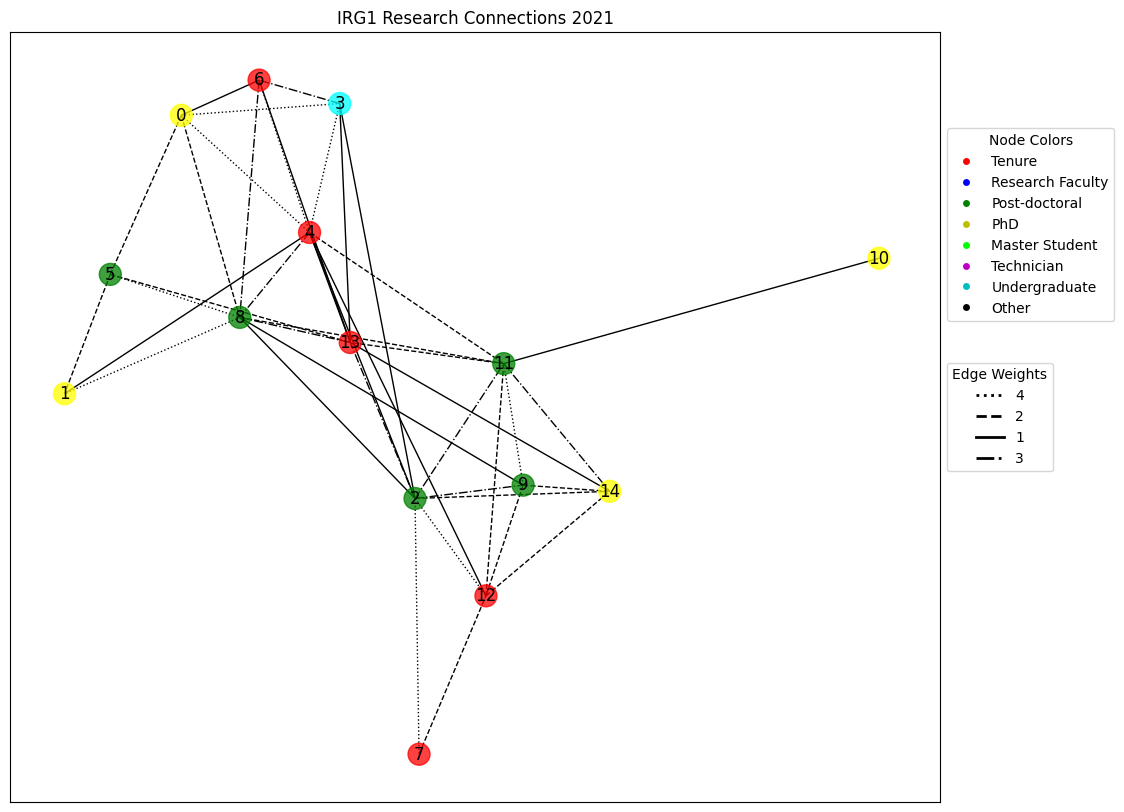 IRG1 Research Connections 2021
6
3
0
4
10
5
8
13
11
1
9
14
2
12
7
Node Colors
Tenure
Research Faculty
Post-doctoral
PhD
Master Student
Technician
Undergraduate
Other
Edge Weights
4
2
1
3